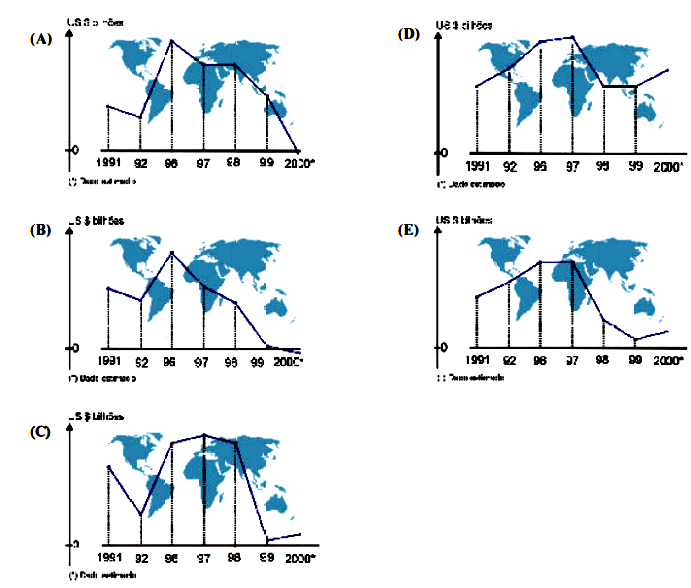 (A)
US $ bilhões
0
1991 92 96 97 98 99 2000*
(*) Dado estimado
(B)
US $ bilhões
0
1991 92 96 97 98 99 2000*
(*) Dado estimado
(C)
US $ bilhões
0
1991 92 96 97 98 99 2000*
(*) Dado estimado
(D)
US $ bilhões
0
1991 92 96 97 98 99 2000*
(*) Dado estimado
(E)
US $ bilhões
0
1991 92 96 97 98 99 2000*
(*) Dado estimado